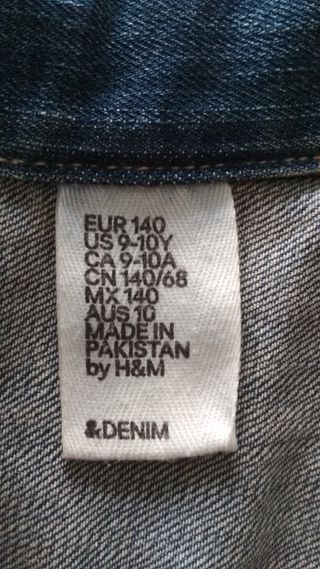 EUR 140
US 9-10Y
CA 9-10A
CN 140/68
MX 140
AUS 10
MADE IN
PAKISTAN
by H&M
&DENIM